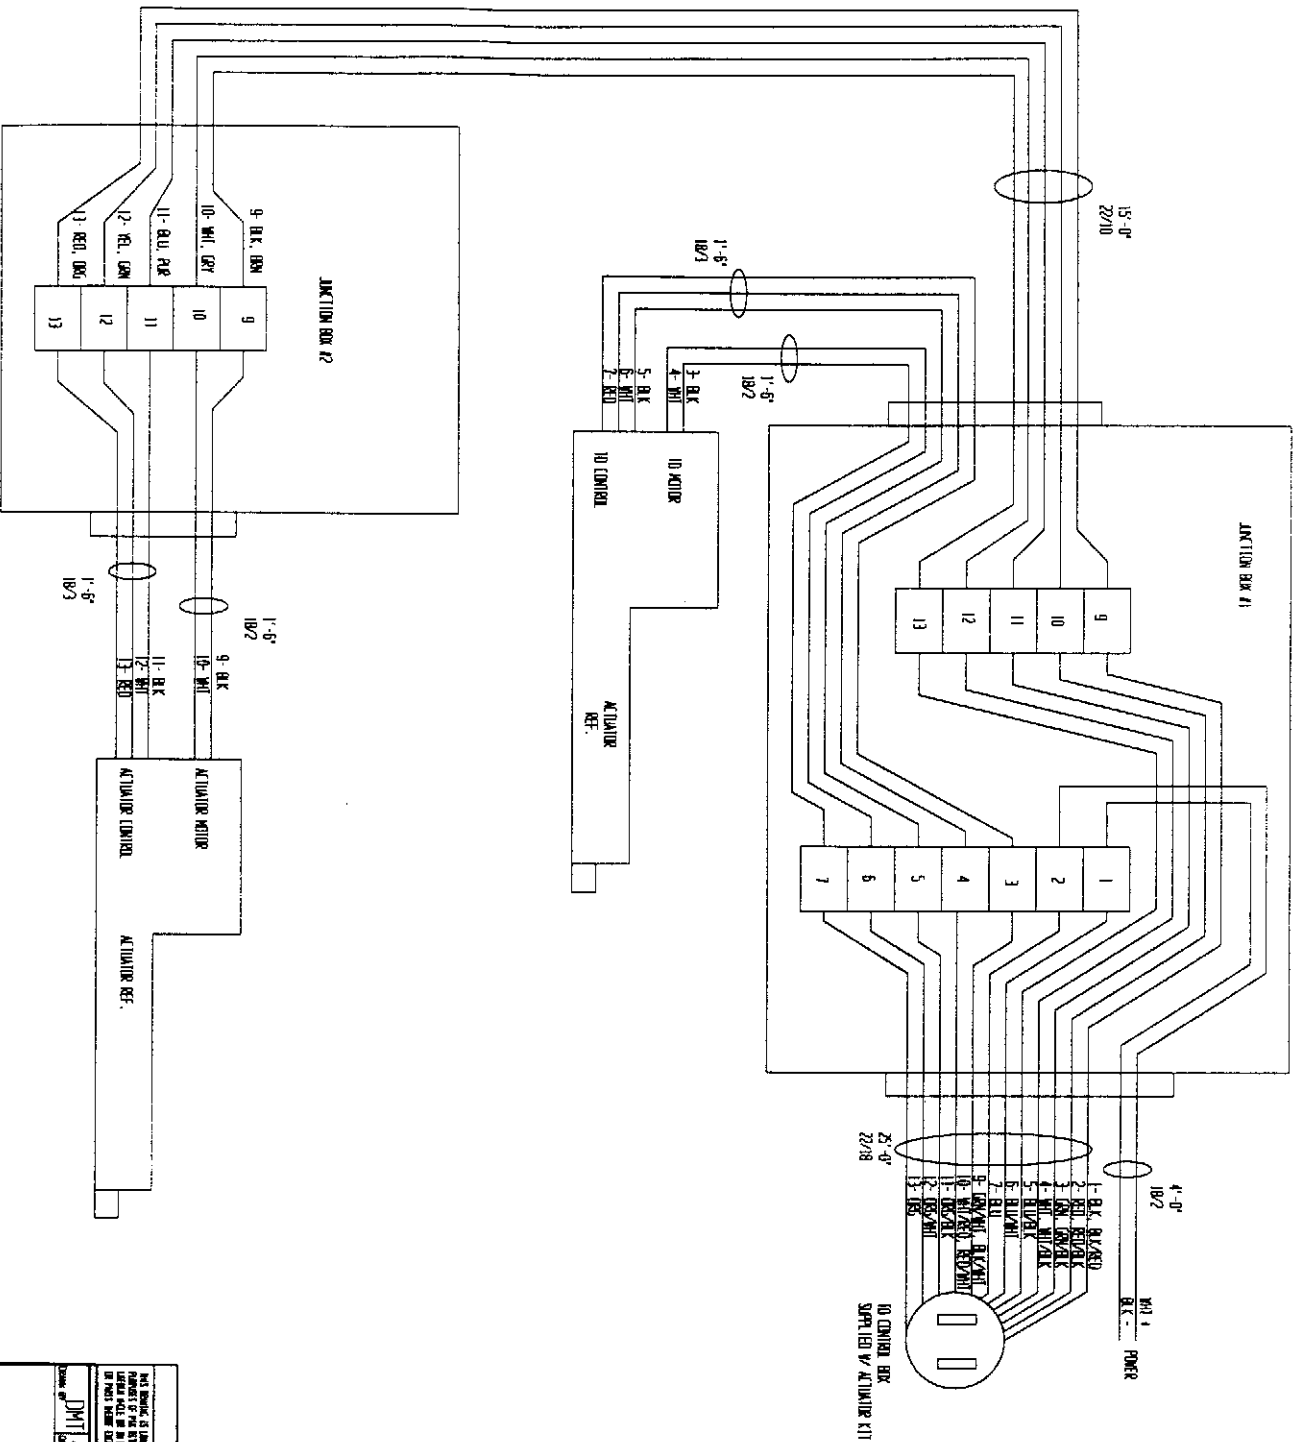 15'-0"
22/10
JUNCTION BOX #2
9- BLK, BRN
10- WHT, GRY
11- BLU, PUR
12- YEL, GRN
13- RED, ORG
9
10
11
12
13
1'-6"
18/3
1'-6"
18/2
3- BLK
4- WHT
5- BLK
6- WHT
7- RED
TO MOTOR
TO CONTROL
ACTUATOR
REF.
JUNCTION BOX #1
9
10
11
12
13
1
2
3
4
5
6
7
1'-6"
18/2
1'-6"
18/3
9- BLK
10- WHT
11- BLK
12- WHT
13- RED
ACTUATOR MOTOR
ACTUATOR CONTROL
ACTUATOR REF.
4'-0"
18/2
25'-0"
22/18
1- BLK, BLK/RED
2- RED, RED/BLK
3- GRN, GRN/BLK
4- WHT, WHT/BLK
5- BLU/BLK
6- BLU/WHT
7- BLU
9- GRN/WHT, BLK/WHT
10- WHT/RED, RED/WHT
11- ORG/BLK
12- ORG/WHT
13- ORG
WHT +
BLK -
POWER
TO CONTROL BOX
SUPPLIED W/ ACTUATOR KIT
DRAWN BY
DMT